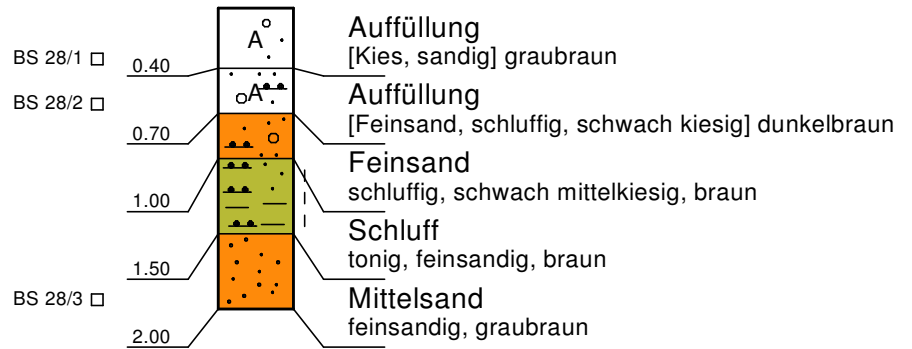 A
Auffüllung
[Kies, sandig] graubraun
BS 28/1
0.40
A
Auffüllung
[Feinsand, schluffig, schwach kiesig] dunkelbraun
BS 28/2
0.70
Feinsand
schluffig, schwach mittelkiesig, braun
1.00
Schluff
tonig, feinsandig, braun
1.50
Mittelsand
feinsandig, graubraun
BS 28/3
2.00